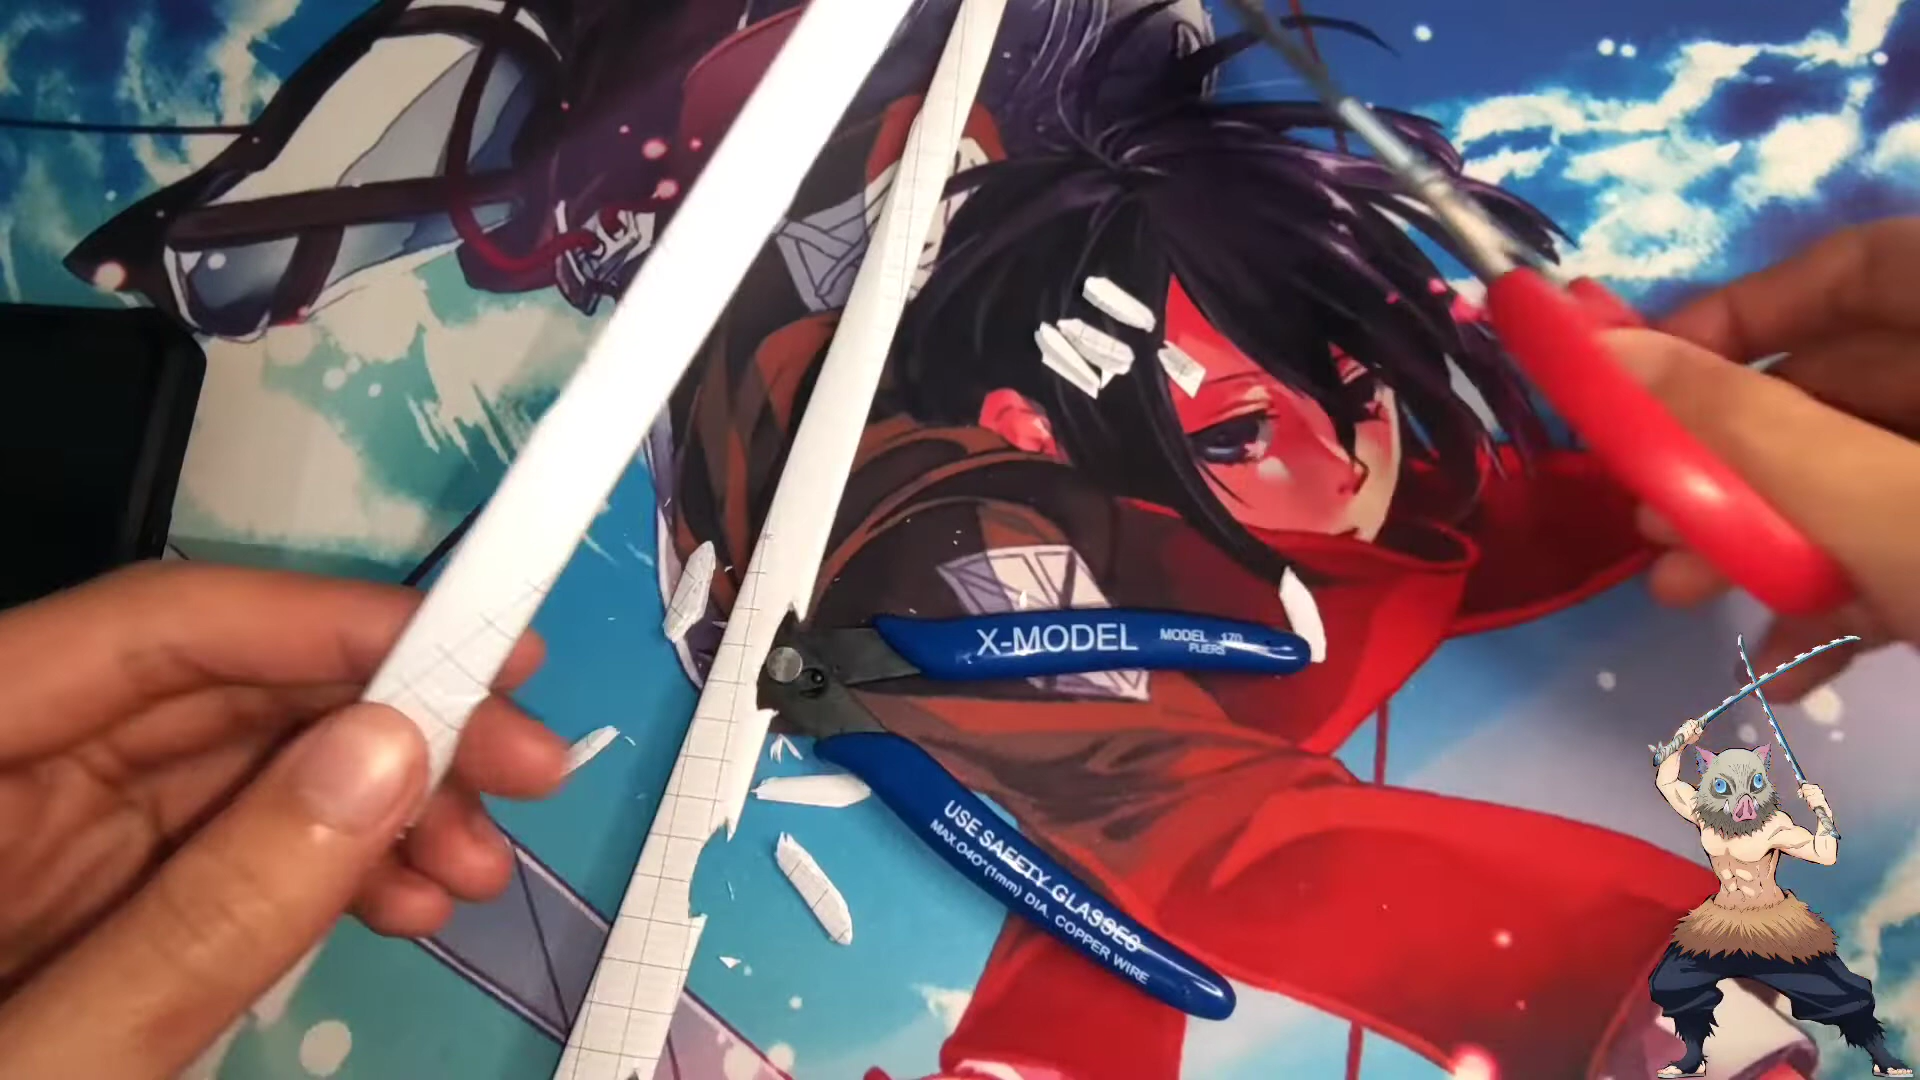 X-MODEL
MODEL 170
PLIERS
USE SAFETY GLASSES
MAX.040"(1mm) DIA. COPPER WIRE